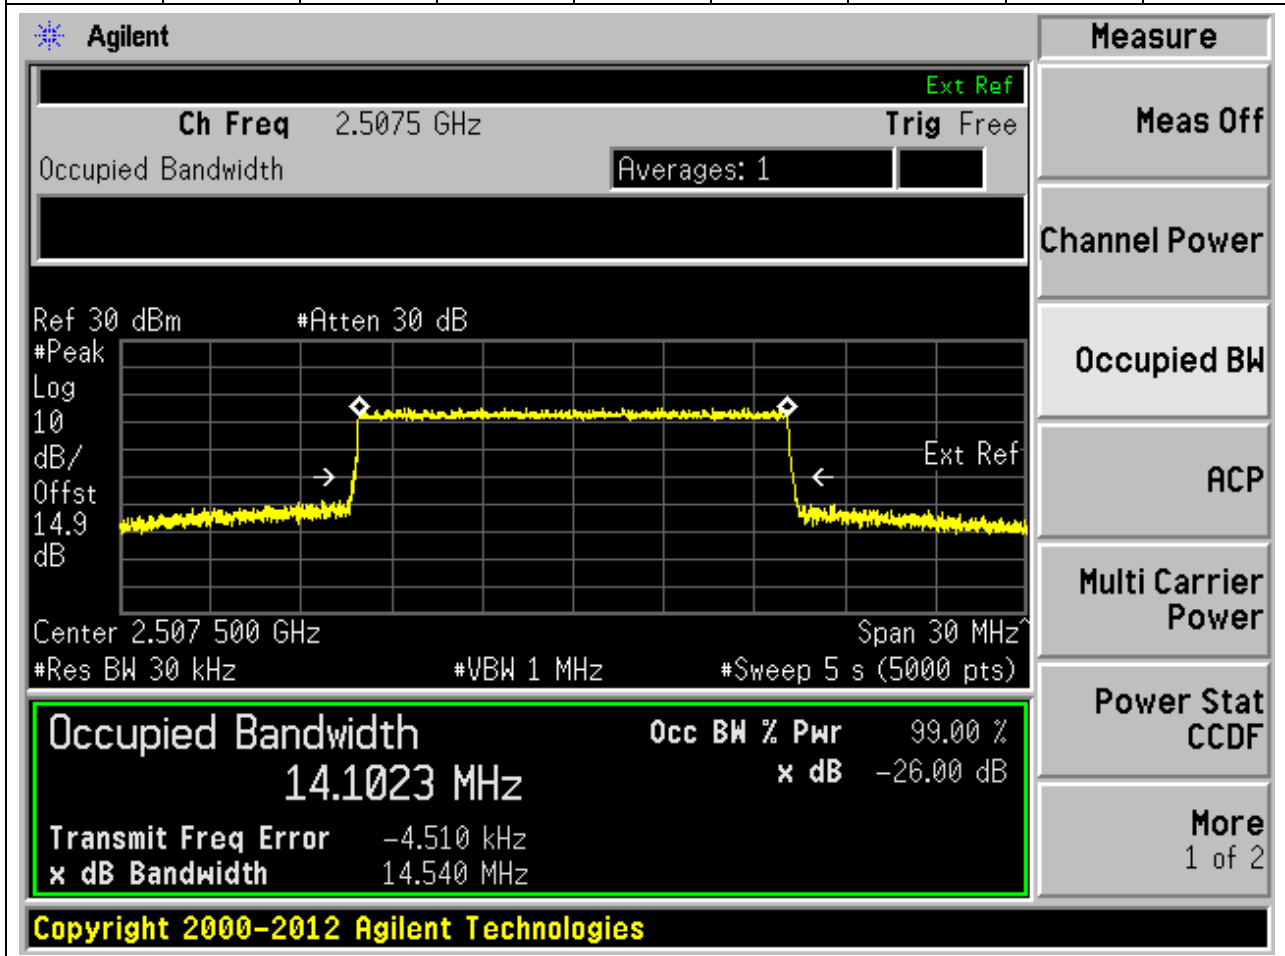 Agilent
Measure
Ext Ref
Ch Freq 2.5075 GHz Trig Free
Meas Off
Occupied Bandwidth Averages: 1
Channel Power
Ref 30 dBm #Atten 30 dB
#Peak
Log
10
dB/
Offst
14.9
dB
Ext Ref
Occupied BW
ACP
Center 2.507 500 GHz Span 30 MHz^
#Res BW 30 kHz #VBW 1 MHz #Sweep 5 s (5000 pts)
Multi Carrier
Power
Occupied Bandwidth Occ BW % Pwr 99.00 %
14.1023 MHz x dB -26.00 dB
Power Stat
CCDF
Transmit Freq Error -4.510 kHz
x dB Bandwidth 14.540 MHz
More
1 of 2
Copyright 2000-2012 Agilent Technologies